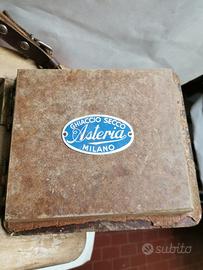 GHIACCIO SECCO
Asteria
MILANO
subito